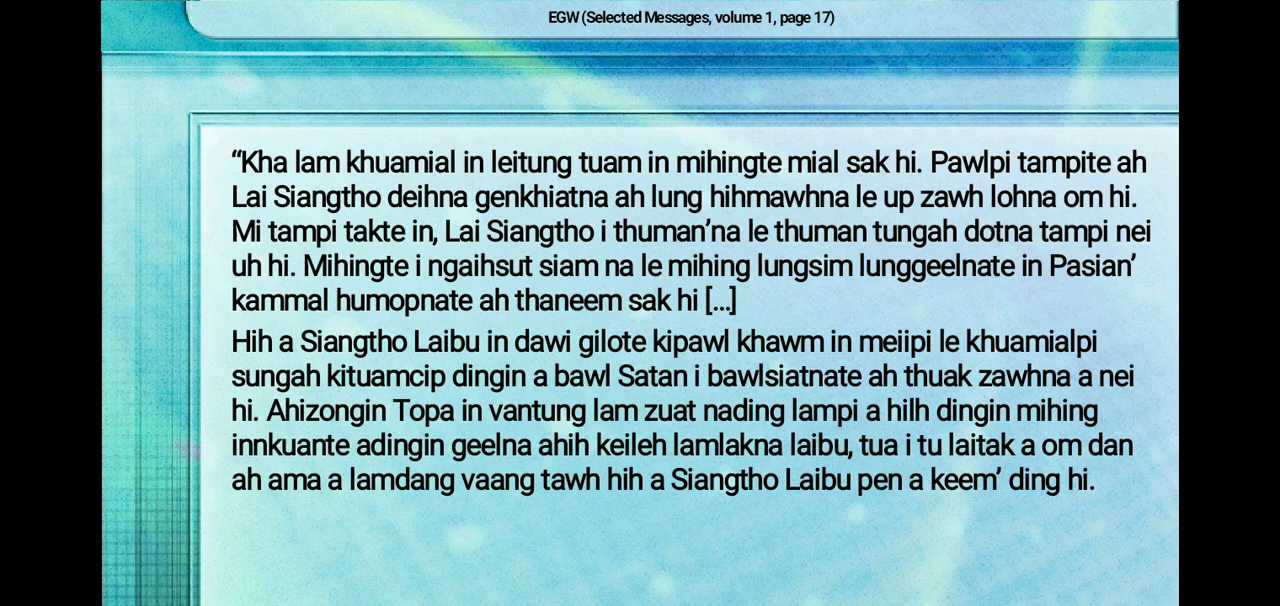 EGW (Selected Messages, volume 1, page 17)
“Kha lam khuamial in leitung tuam in mihingte mial sak hi. Pawlpi tampite ah
Lai Siangtho deihna genkhiatna ah lung hihmawhna le up zawh lohna om hi.
Mi tampi takte in, Lai Siangtho i thuman’na le thuman tungah dotna tampi nei
uh hi. Mihingte i ngaihsut siam na le mihing lungsim lunggeelnate in Pasian’
kammal humopnate ah thaneem sak hi [...]
Hih a Siangtho Laibu in dawi gilote kipawl khawm in meiipi le khuamialpi
sungah kituamcip dingin a bawl Satan i bawlsiatnate ah thuak zawhna a nei
hi. Ahizongin Topa in vantung lam zuat nading lampi a hilh dingin mihing
innkuante adingin geelna ahih keileh lamlakna laibu, tua i tu laitak a om dan
ah ama a lamdang vaang tawh hih a Siangtho Laibu pen a keem’ ding hi.